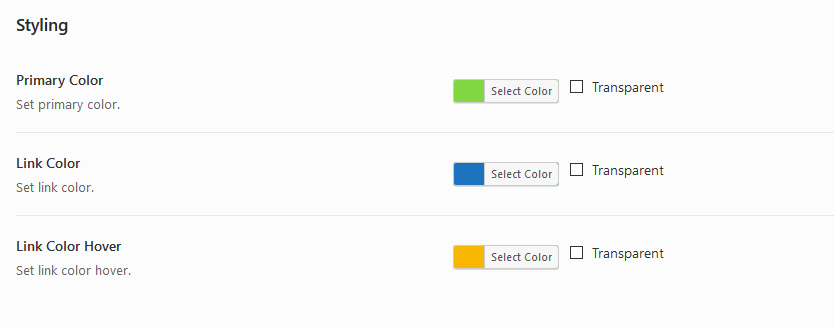 Styling
Primary Color
Set primary color.
Select Color
Transparent
Link Color
Set link color.
Select Color
Transparent
Link Color Hover
Set link color hover.
Select Color
Transparent